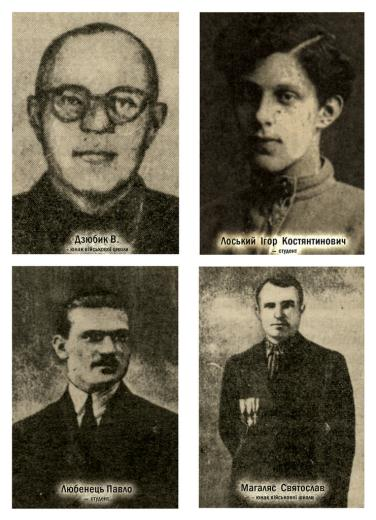 Дзюбик В.
- юнак військової школи
Лоський Ігор Костянтинович
— студент
Любенець Павло
— студент
Магаляс Святослав
- юнак військової школи